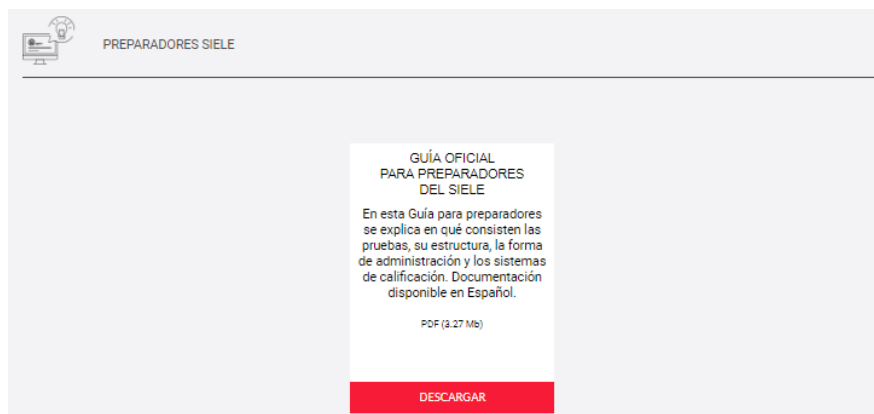 PREPARADORES SIELE
GUÍA OFICIAL
PARA PREPARADORES
DEL SIELE
En esta Guía para preparadores
se explica en qué consisten las
pruebas, su estructura, la forma
de administración y los sistemas
de calificación. Documentación
disponible en Español.
PDF (3.27 Mb)
DESCARGAR